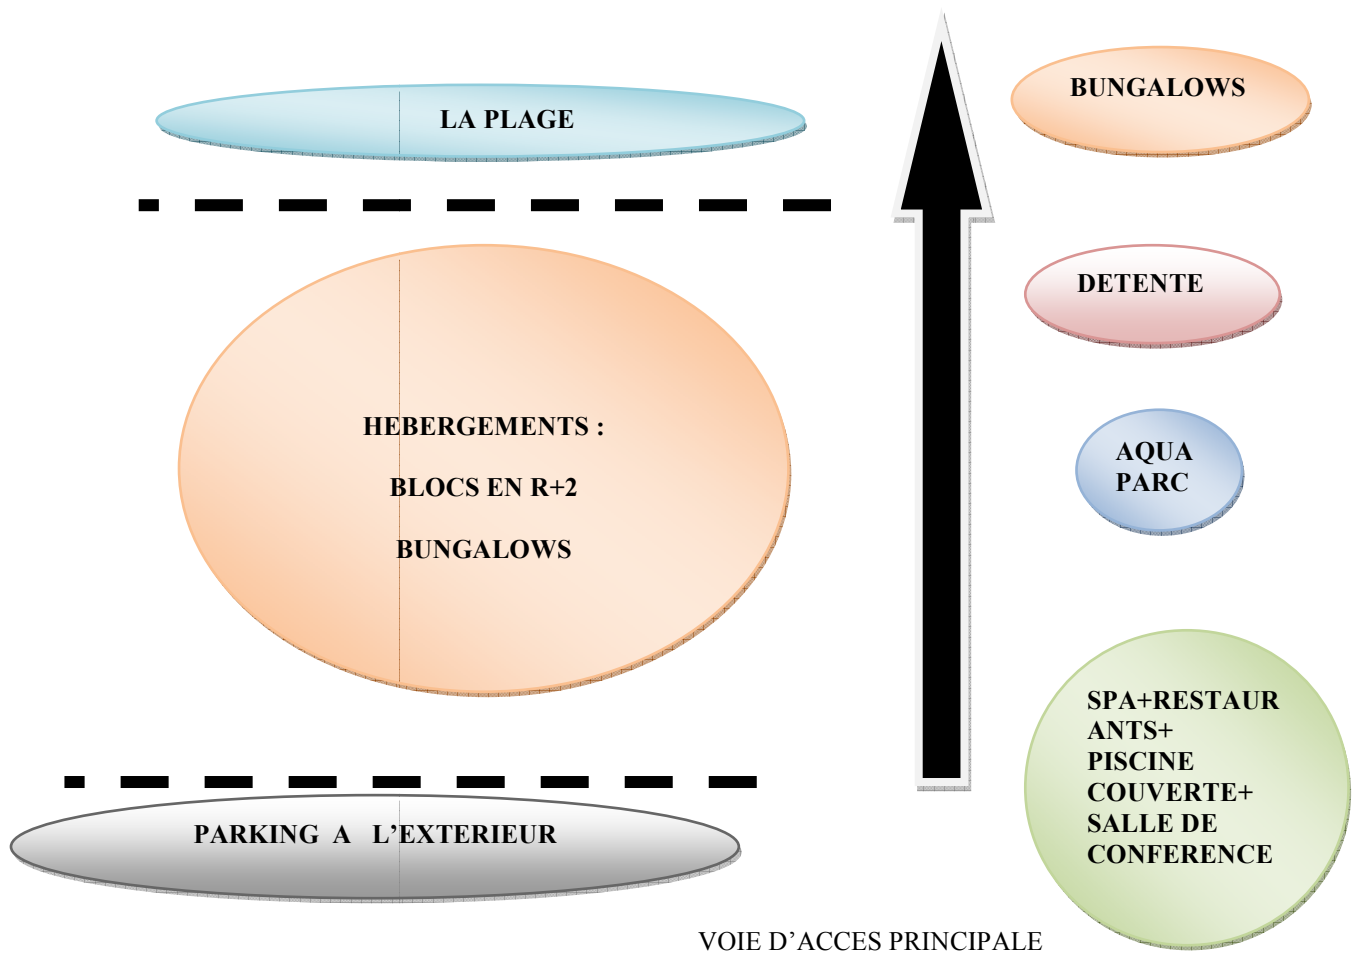 LA PLAGE
HEBERGEMENTS :
BLOCS EN R+2
BUNGALOWS
PARKING A L’EXTERIEUR
BUNGALOWS
DETENTE
AQUA
PARC
SPA+RESTAUR
ANTS+
PISCINE
COUVERTE+
SALLE DE
CONFERENCE
VOIE D’ACCES PRINCIPALE